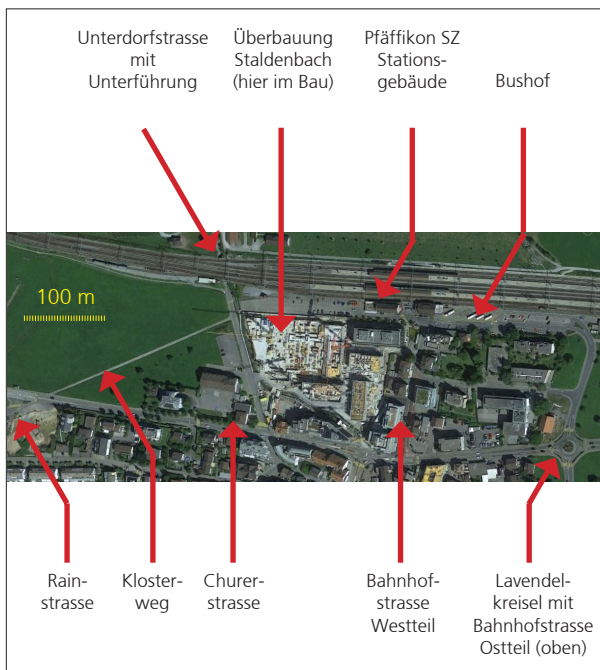 Unterdorfstrasse
mit
Unterführung
Überbauung
Staldenbach
(hier im Bau)
Pfäffikon SZ
Stations-
gebäude
Bushof
100 m
Rain-
strasse
Kloster-
weg
Churer-
strasse
Bahnhof-
strasse
Westteil
Lavendel-
kreisel mit
Bahnhofstrasse
Ostteil (oben)